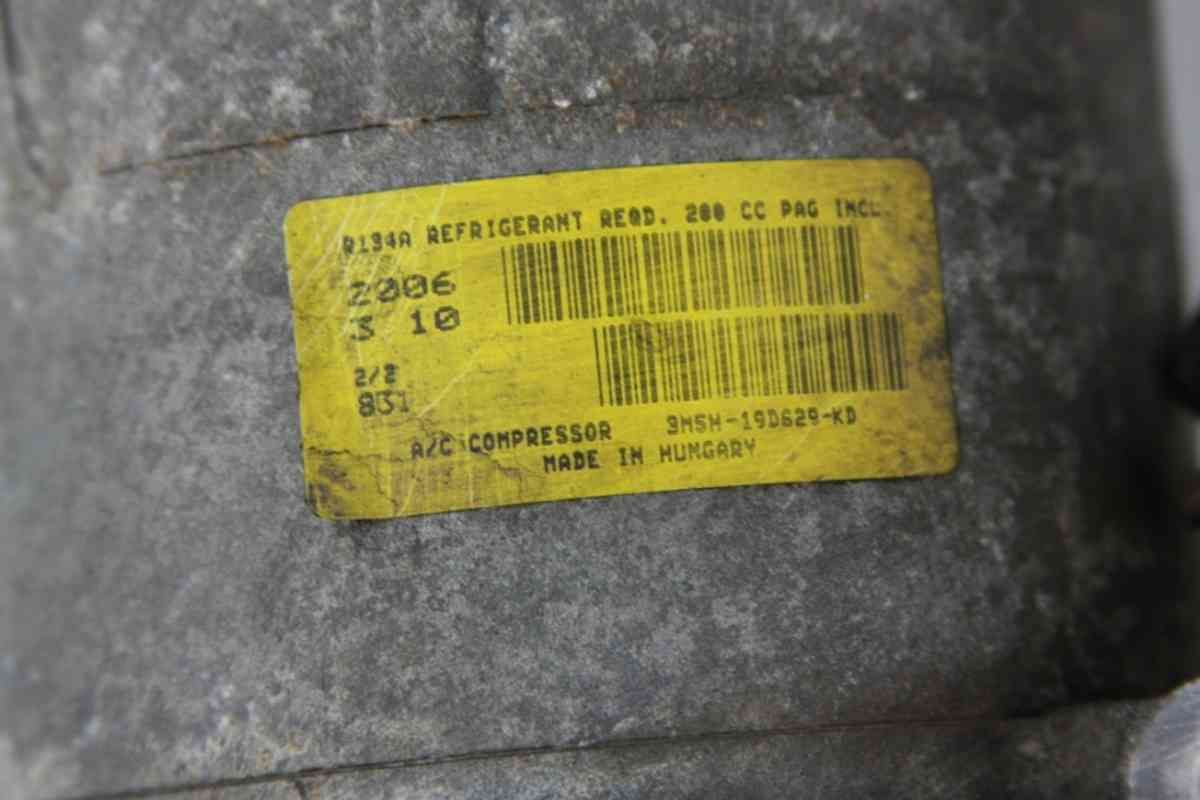 R134A REFRIGERANT REQD. 200 CC PAG INCL.
2006
3 10
2/2
831
A/C COMPRESSOR 3M5H-19D629-KD
MADE IN HUNGARY